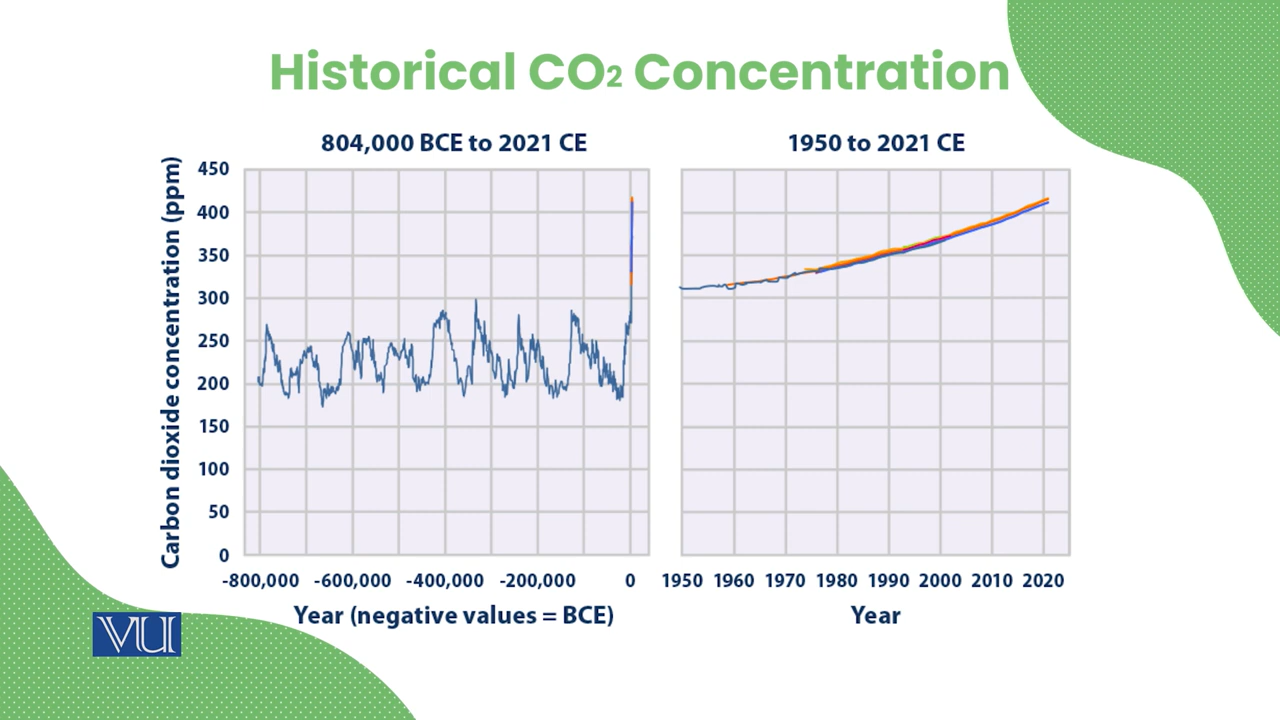 Historical CO₂ Concentration
804,000 BCE to 2021 CE
1950 to 2021 CE
Carbon dioxide concentration (ppm)
450
400
350
300
250
200
150
100
50
0
-800,000 -600,000 -400,000 -200,000 0
1950 1960 1970 1980 1990 2000 2010 2020
Year (negative values = BCE)
Year
VU